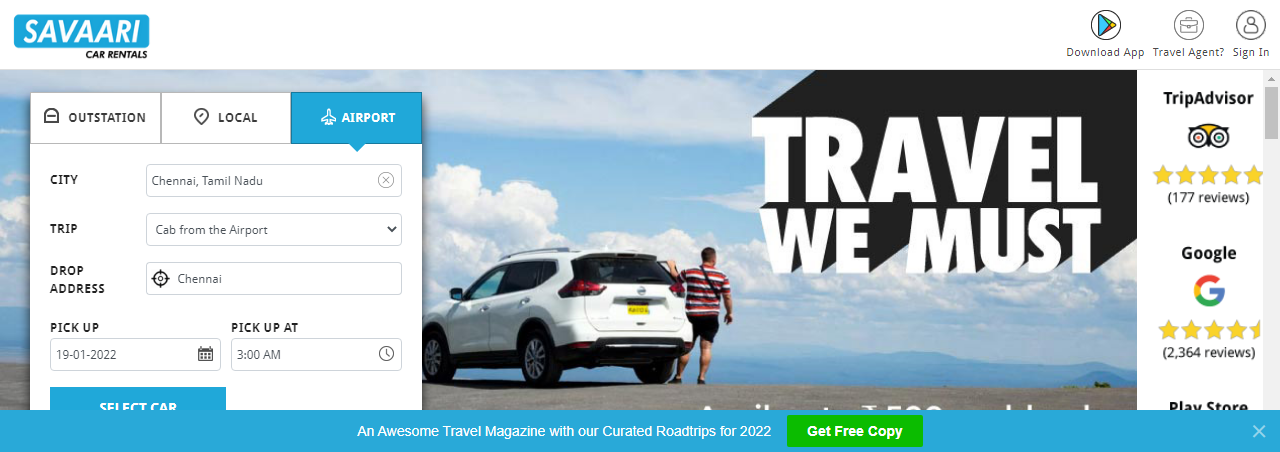 SAVAARI
CAR RENTALS
Download App
Travel Agent?
Sign In
OUTSTATION
LOCAL
AIRPORT
CITY
Chennai, Tamil Nadu
TRIP
Cab from the Airport
DROP
ADDRESS
Chennai
PICK UP
PICK UP AT
19-01-2022
3:00 AM
SELECT CAR
TRAVEL
WE MUST
TripAdvisor
(177 reviews)
Google
G
(2,364 reviews)
Play Store
An Awesome Travel Magazine with our Curated Roadtrips for 2022
Get Free Copy